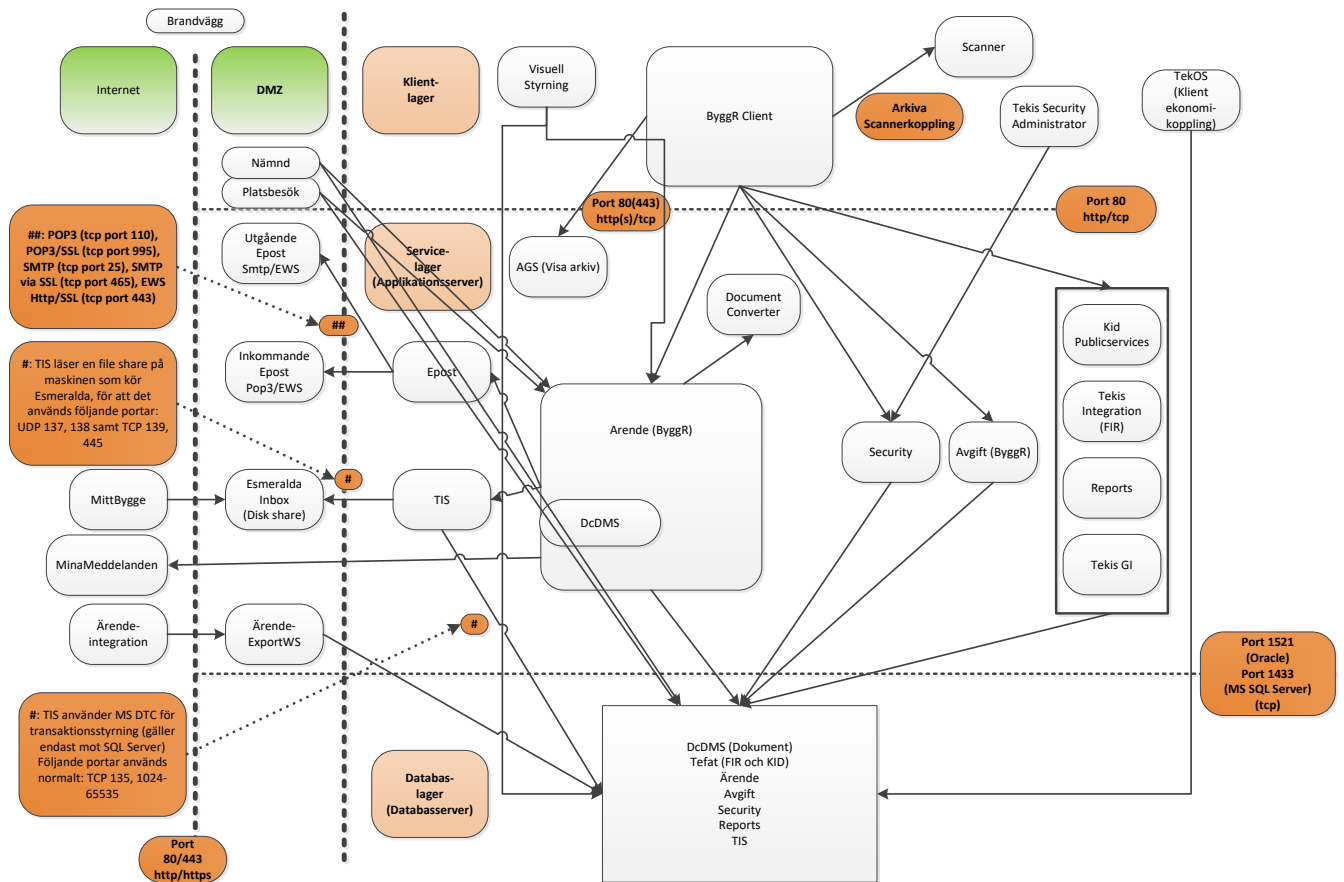 Brandvägg
Internet
DMZ
Klient-
lager
Visuell
Styrning
ByggR Client
Scanner
Arkiva
Scannerkoppling
Tekis Security
Administrator
TekOS
(Klient
ekonomi-
koppling)
Nämnd
Platsbesök
Port 80(443)
http(s)/tcp
Port 80
http/tcp
##: POP3 (tcp port 110),
POP3/SSL (tcp port 995),
SMTP (tcp port 25), SMTP
via SSL (tcp port 465), EWS
Http/SSL (tcp port 443)
Utgående
Epost
Smtp/EWS
Service-
lager
(Applikationsserver)
AGS (Visa arkiv)
Document
Converter
##
Kid
Publicservices
#: TIS läser en file share på
maskinen som kör
Esmeralda, för att det
används följande portar:
UDP 137, 138 samt TCP 139,
445
Inkommande
Epost
Pop3/EWS
Epost
Arende (ByggR)
Tekis
Integration
(FIR)
Security
Avgift (ByggR)
#
MittBygge
Esmeralda
Inbox
(Disk share)
TIS
DcDMS
Reports
MinaMeddelanden
Tekis GI
Ärende-
integration
Ärende-
ExportWS
#
Port 1521
(Oracle)
Port 1433
(MS SQL Server)
(tcp)
#: TIS använder MS DTC för
transaktionsstyrning (gäller
endast mot SQL Server)
Följande portar används
normalt: TCP 135, 1024-
65535
Databas-
lager
(Databasserver)
DcDMS (Dokument)
Tefat (FIR och KID)
Ärende
Avgift
Security
Reports
TIS
Port
80/443
http/https